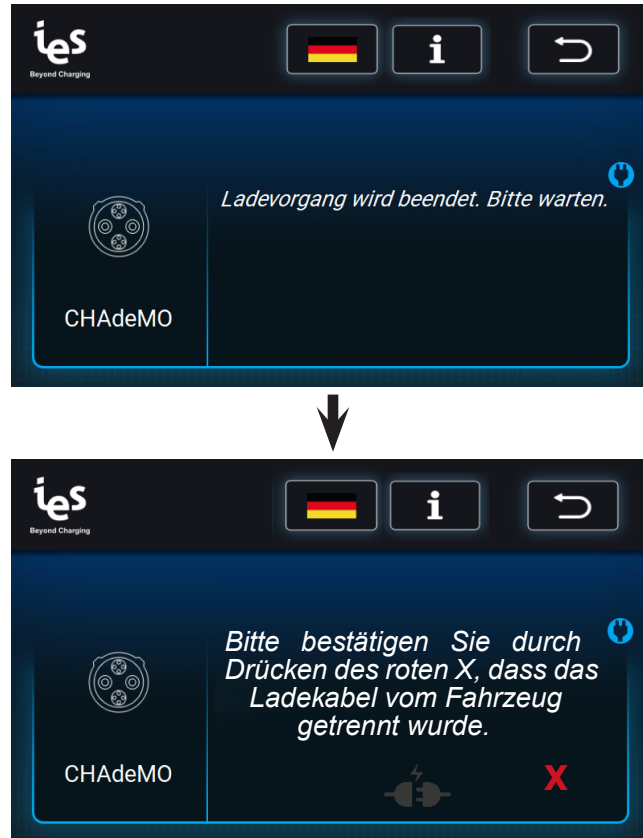 ies
Beyond Charging
i
Ladevorgang wird beendet. Bitte warten.
CHAdeMO
ies
Beyond Charging
i
Bitte bestätigen Sie durch
Drücken des roten X, dass das
Ladekabel vom Fahrzeug
getrennt wurde.
CHAdeMO
X